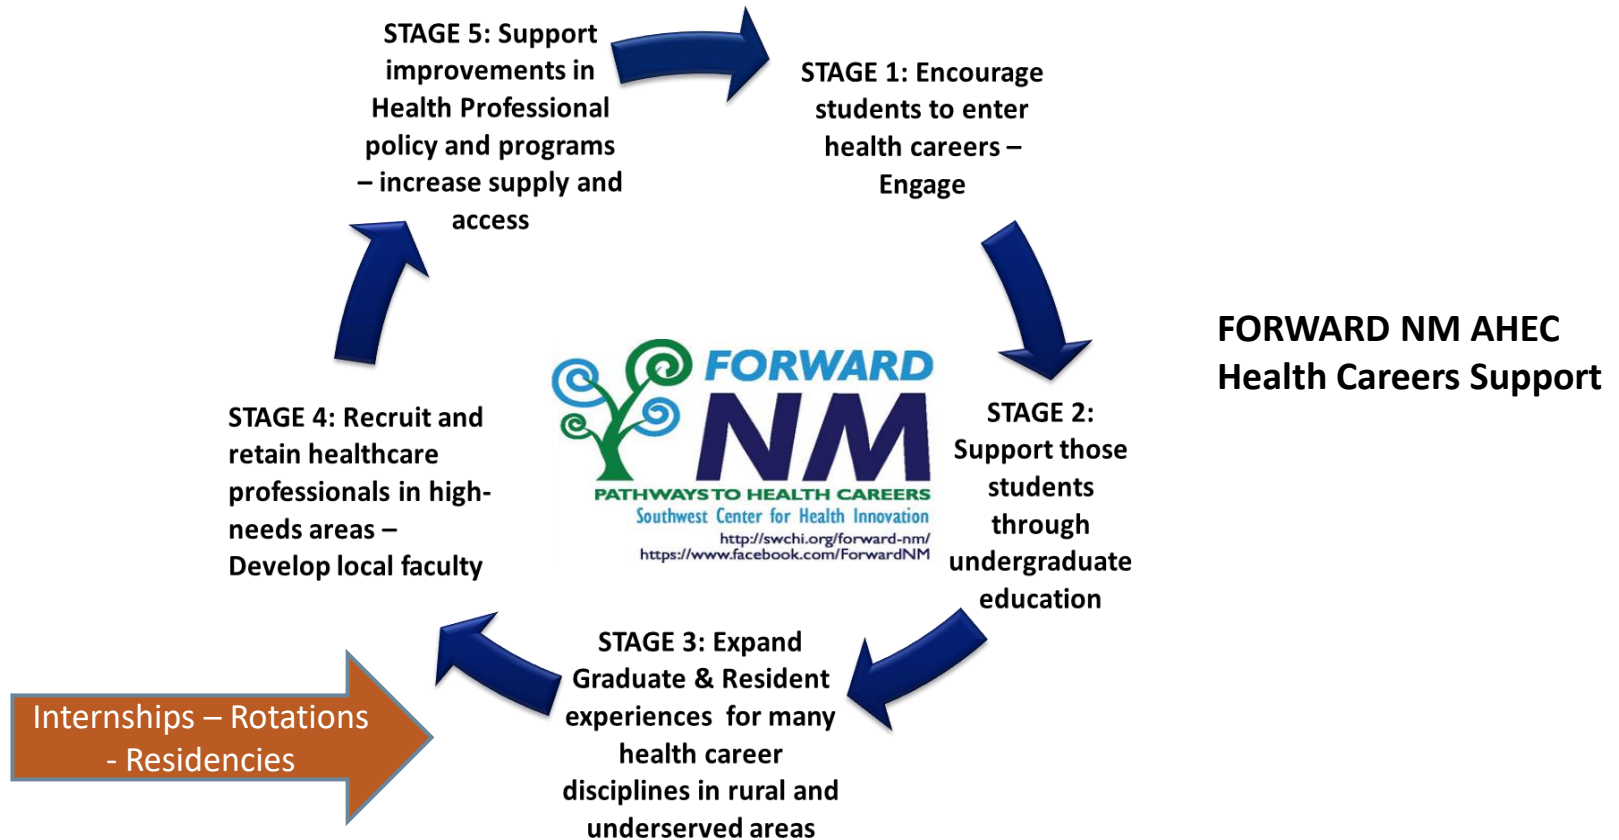 STAGE 5: Support
improvements in
Health Professional
policy and programs
– increase supply and
access
STAGE 1: Encourage
students to enter
health careers –
Engage
FORWARD NM AHEC
Health Careers Support
STAGE 2:
Support those
students
through
undergraduate
education
STAGE 3: Expand
Graduate & Resident
experiences for many
health career
disciplines in rural and
underserved areas
STAGE 4: Recruit and
retain healthcare
professionals in high-
needs areas –
Develop local faculty
FORWARD
NM
PATHWAYS TO HEALTH CAREERS
Southwest Center for Health Innovation
http://swchi.org/forward-nm/
https://www.facebook.com/ForwardNM
Internships – Rotations
- Residencies